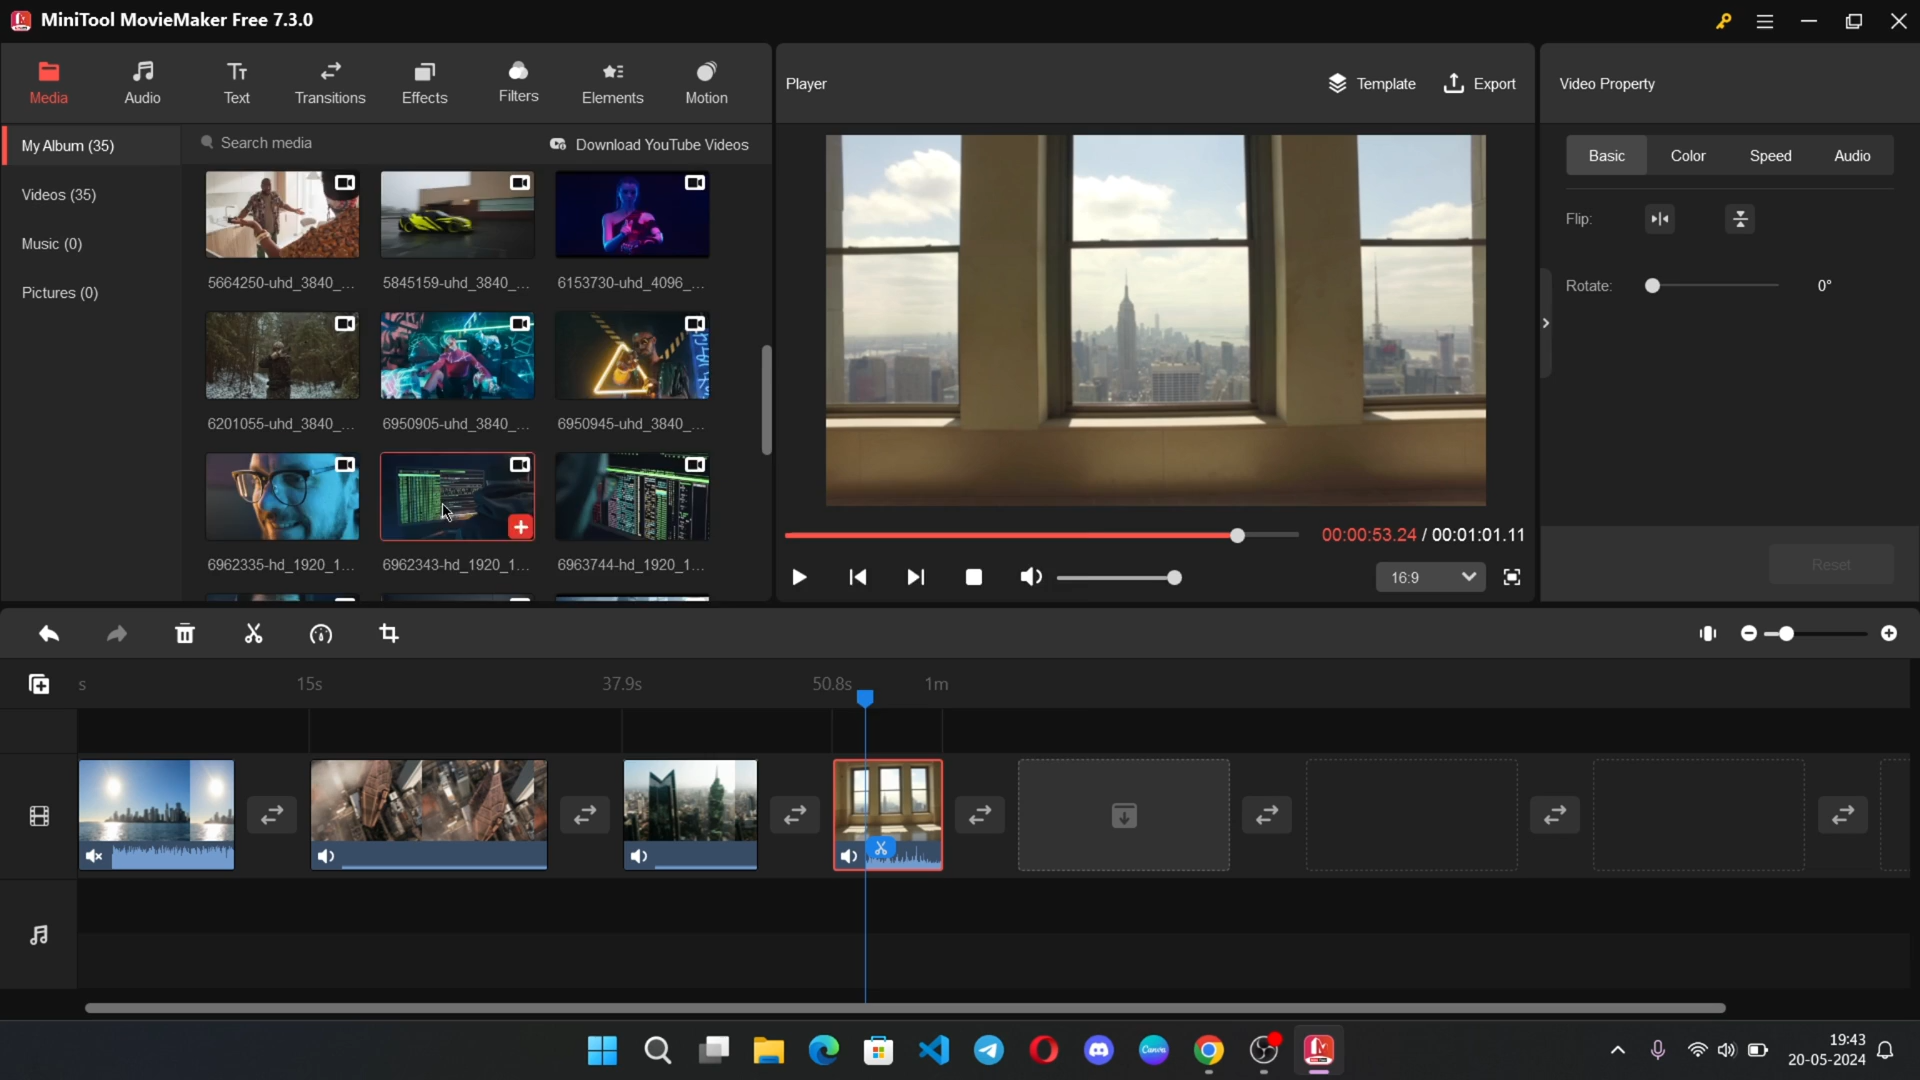 MiniTool MovieMaker Free 7.3.0
Media
Audio
Text
Transitions
Effects
Filters
Elements
Motion
Player
Template
Export
Video Property
My Album (35)
Search media
Download YouTube Videos
Videos (35)
Music (0)
Pictures (0)
5664250-uhd_3840_...
5845159-uhd_3840_...
6153730-uhd_4096_...
6201055-uhd_3840_...
6950905-uhd_3840_...
6950945-uhd_3840_...
6962335-hd_1920_1...
6962343-hd_1920_1...
6963744-hd_1920_1...
Basic
Color
Speed
Audio
Flip:
Rotate:
0°
00:00:53.24 / 00:01:01.11
16:9
Reset
s
15s
37.9s
50.8s
1m
Canva
19:43
20-05-2024